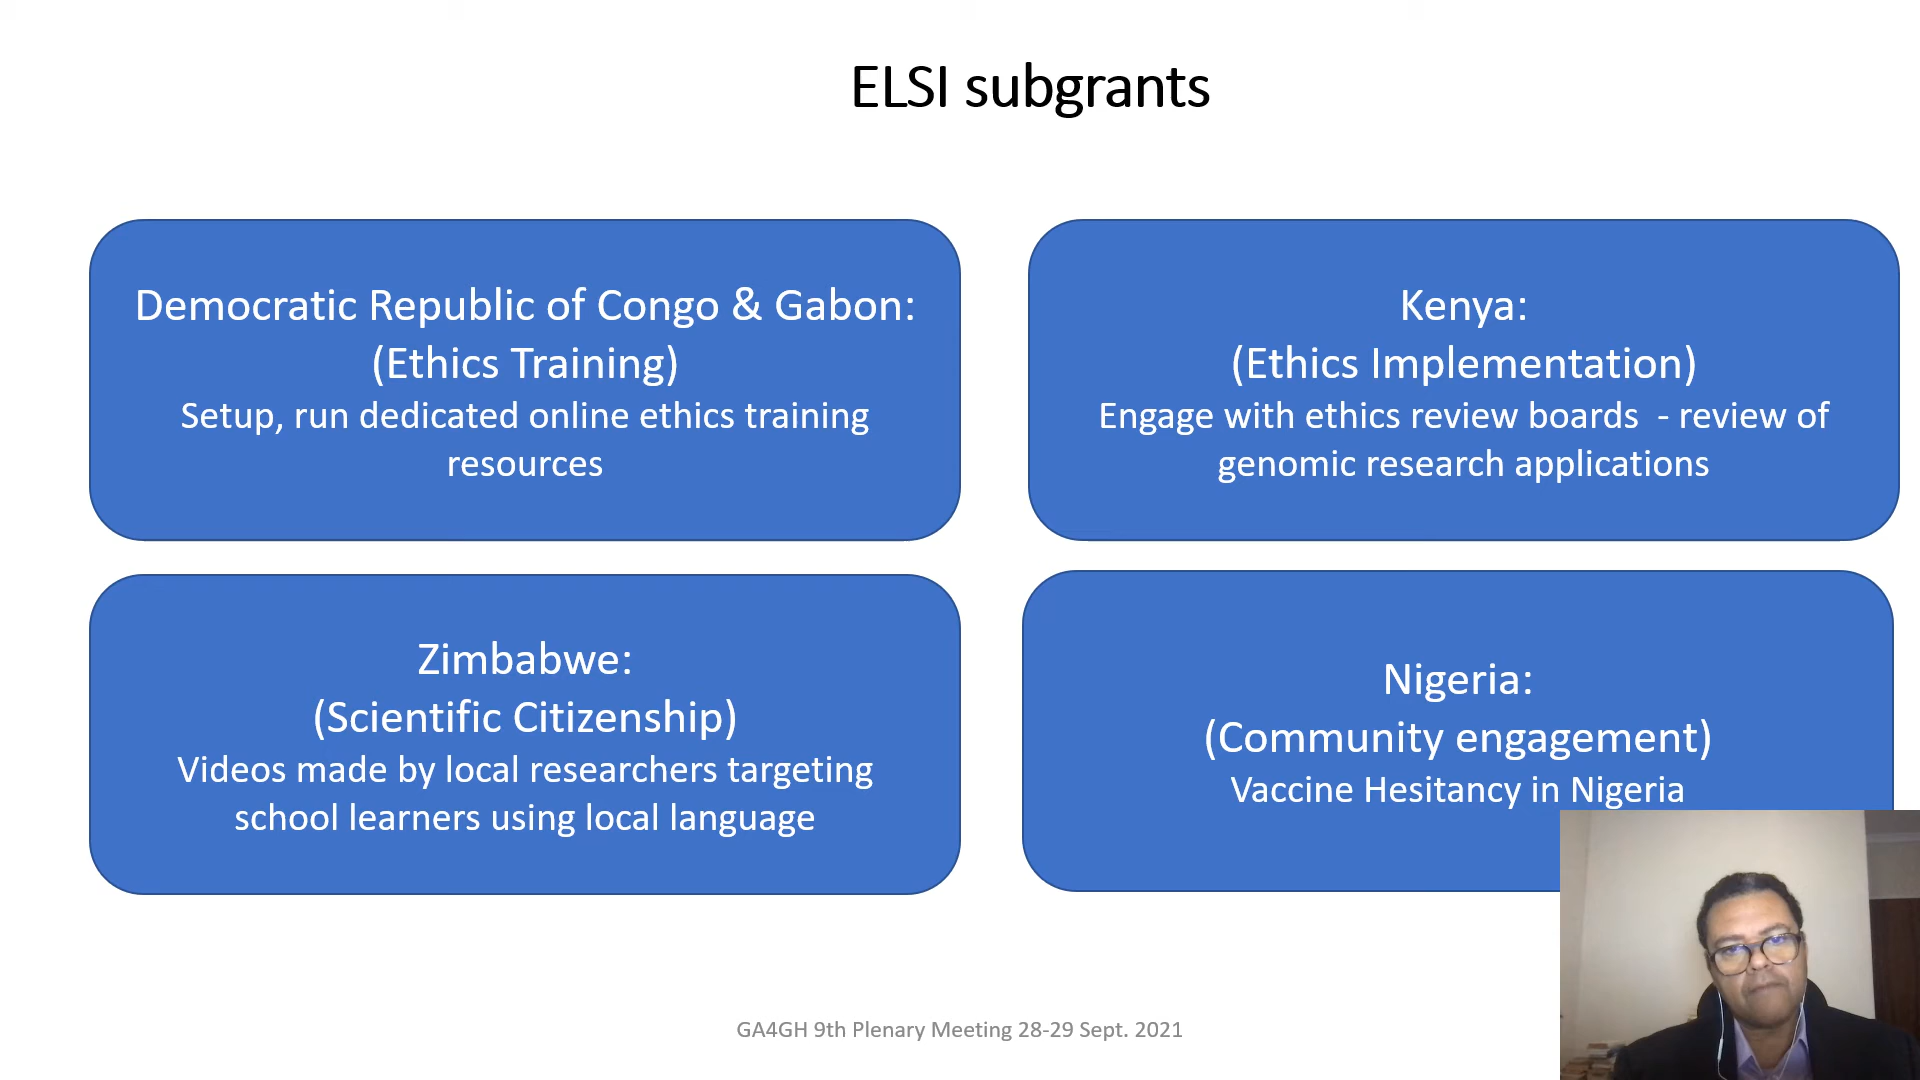 ELSI subgrants
Democratic Republic of Congo & Gabon:
(Ethics Training)
Setup, run dedicated online ethics training
resources
Kenya:
(Ethics Implementation)
Engage with ethics review boards  - review of
genomic research applications
Zimbabwe:
(Scientific Citizenship)
Videos made by local researchers targeting
school learners using local language
Nigeria:
(Community engagement)
Vaccine Hesitancy in Nigeria
GA4GH 9th Plenary Meeting 28-29 Sept. 2021